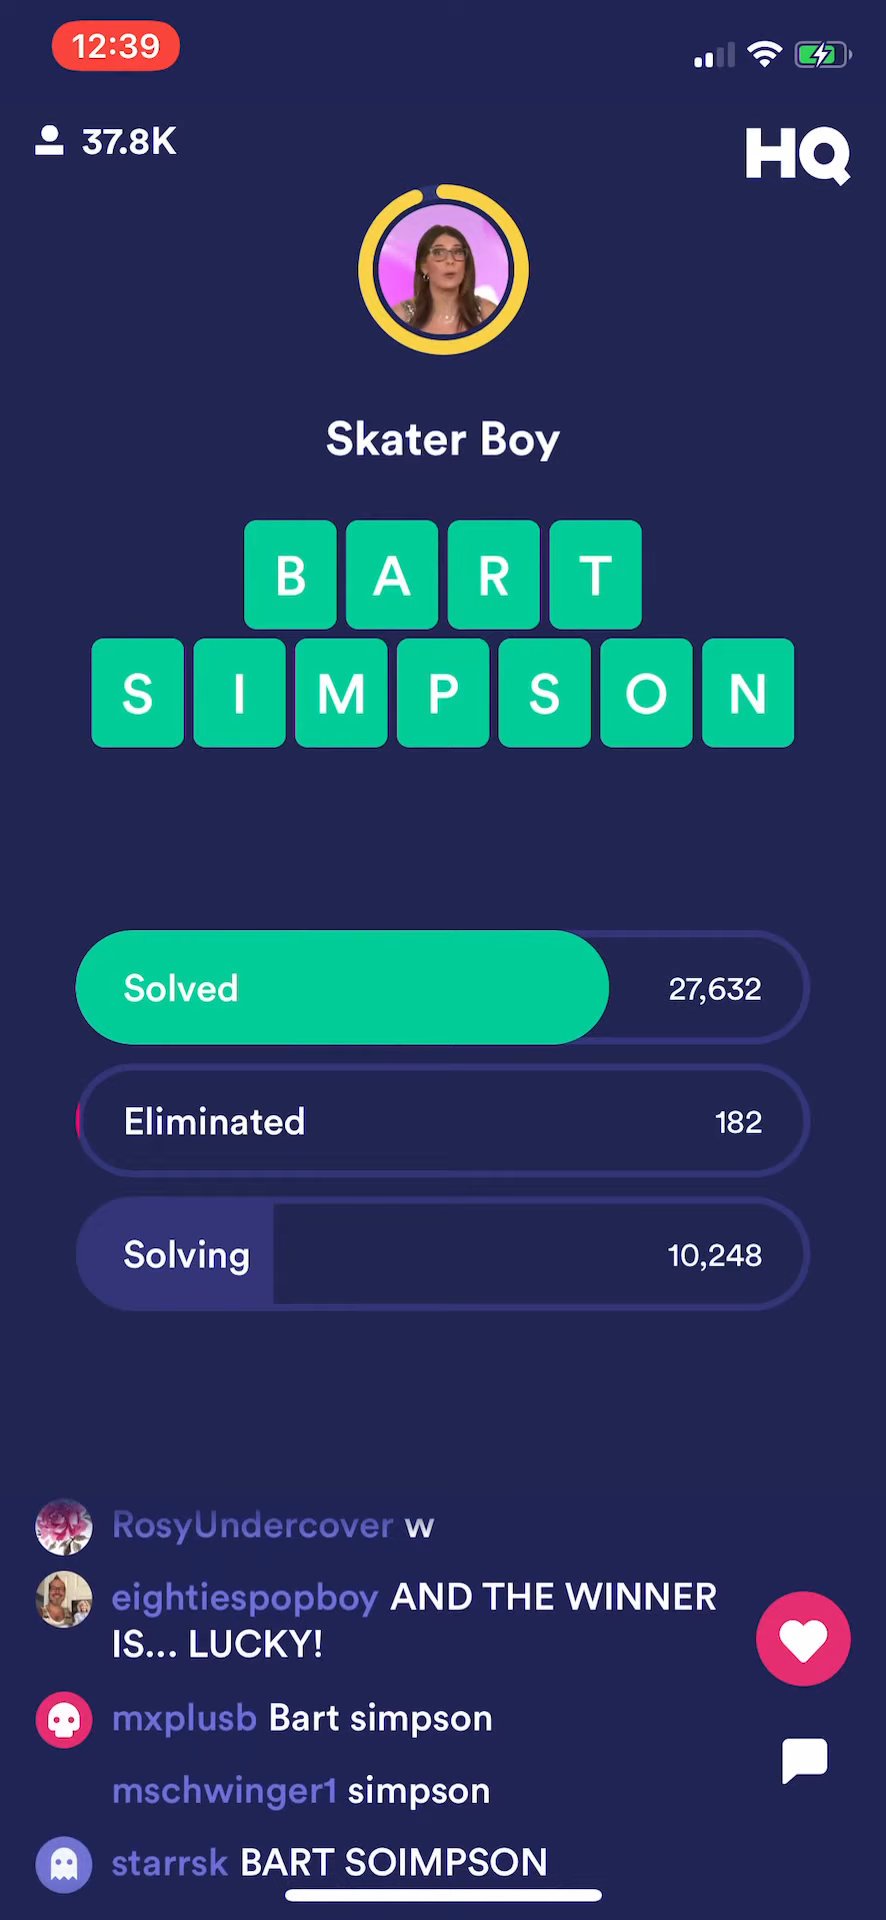 12:39
37.8K
HQ
Skater Boy
BART
SIMPSON
Solved 27,632
Eliminated 182
Solving 10,248
RosyUndercover w
eightiespopboy AND THE WINNER
IS... LUCKY!
mxplusb Bart simpson
mschwinger1 simpson
starrsk BART SOIMPSON